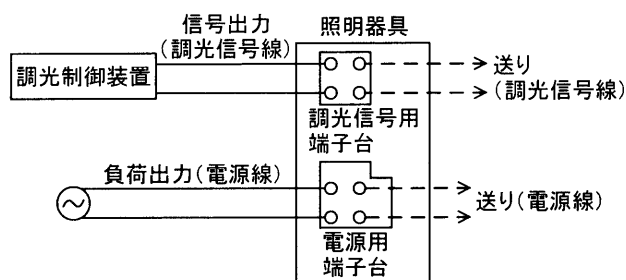 信号出力
(調光信号線)
照明器具
調光制御装置
送り
(調光信号線)
調光信号用
端子台
負荷出力(電源線)
送り(電源線)
電源用
端子台